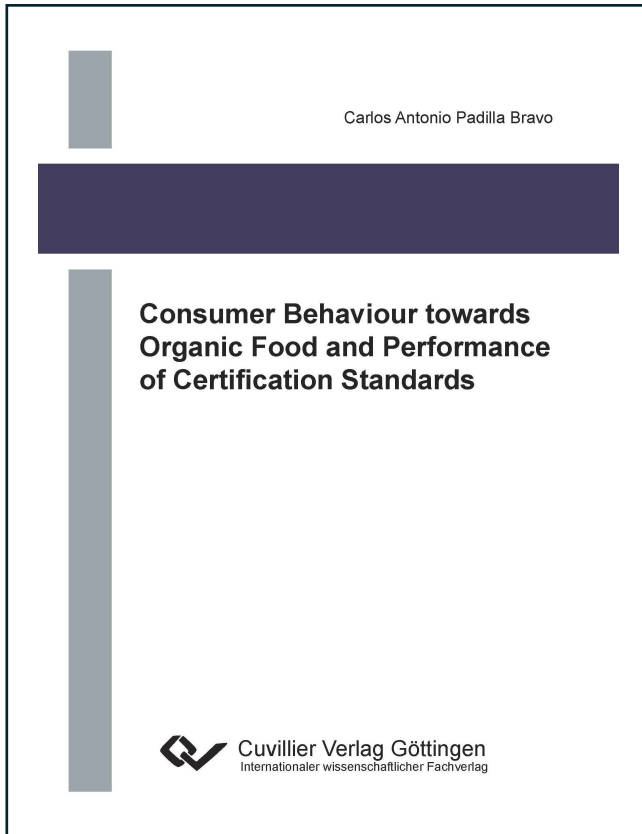 Carlos Antonio Padilla Bravo
Consumer Behaviour towards
Organic Food and Performance
of Certification Standards
Cuvillier Verlag Göttingen
Internationaler wissenschaftlicher Fachverlag